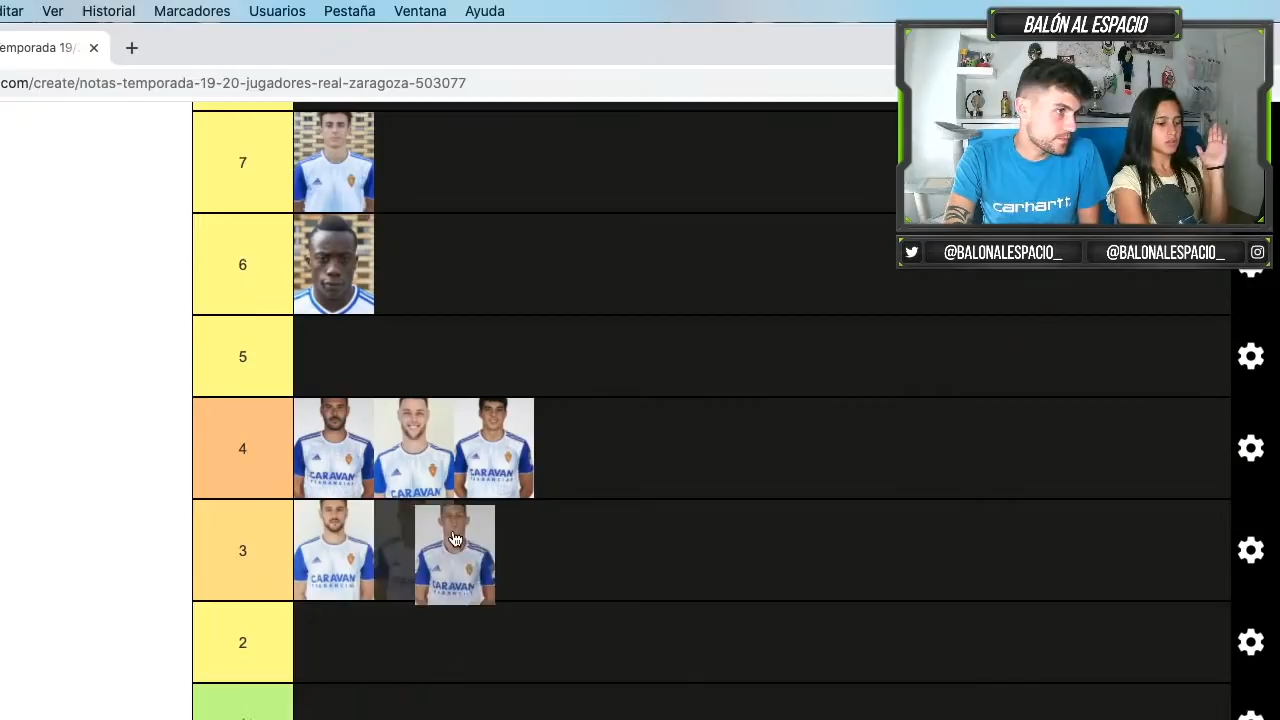 itar Ver Historial Marcadores Usuarios Pestaña Ventana Ayuda
emporada 19/
com/create/notas-temporada-19-20-jugadores-real-zaragoza-503077
BALÓN AL ESPACIO
carhartt
@BALONALESPACIO_ @BALONALESPACIO_
7
6
5
4
CARAVAN
CARAVAN
CARAVAN
3
CARAVAN
CARAVAN
2